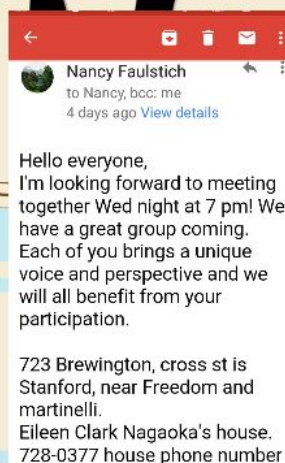 Nancy Faulstich
to Nancy, bcc: me
4 days ago View details
Hello everyone,
I'm looking forward to meeting
together Wed night at 7 pm! We
have a great group coming.
Each of you brings a unique
voice and perspective and we
will all benefit from your
participation.
723 Brewington, cross st is
Stanford, near Freedom and
martinelli.
Eileen Clark Nagaoka's house.
728-0377 house phone number